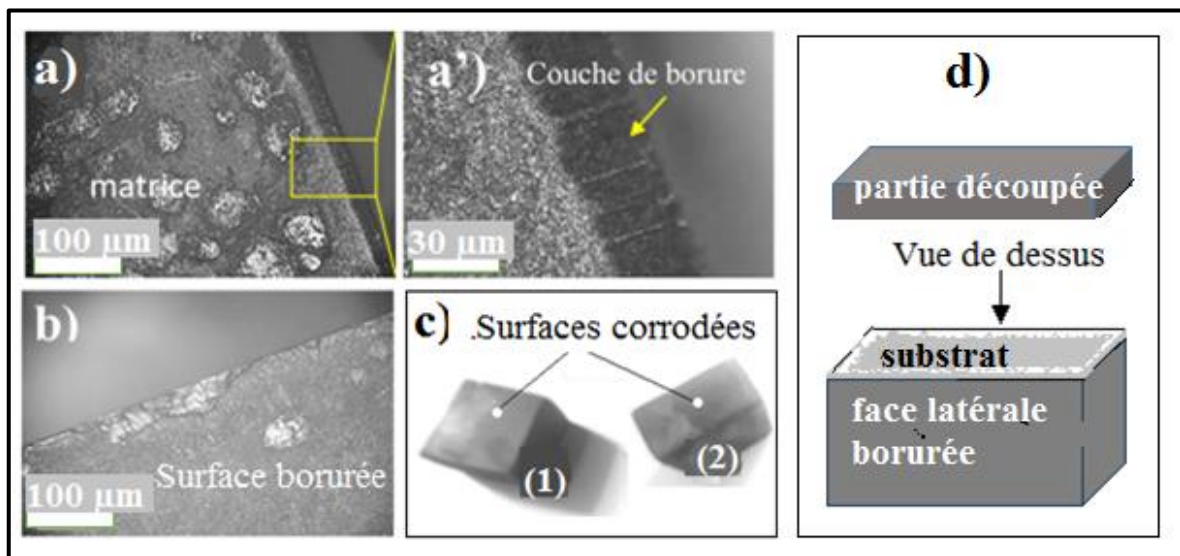 a)
matrice
100 µm
a’)
Couche de borure
30 µm
b)
Surface borurée
100 µm
c)
.Surfaces corrodées
(1)
(2)
d)
partie découpée
Vue de dessus
substrat
face latérale
borurée